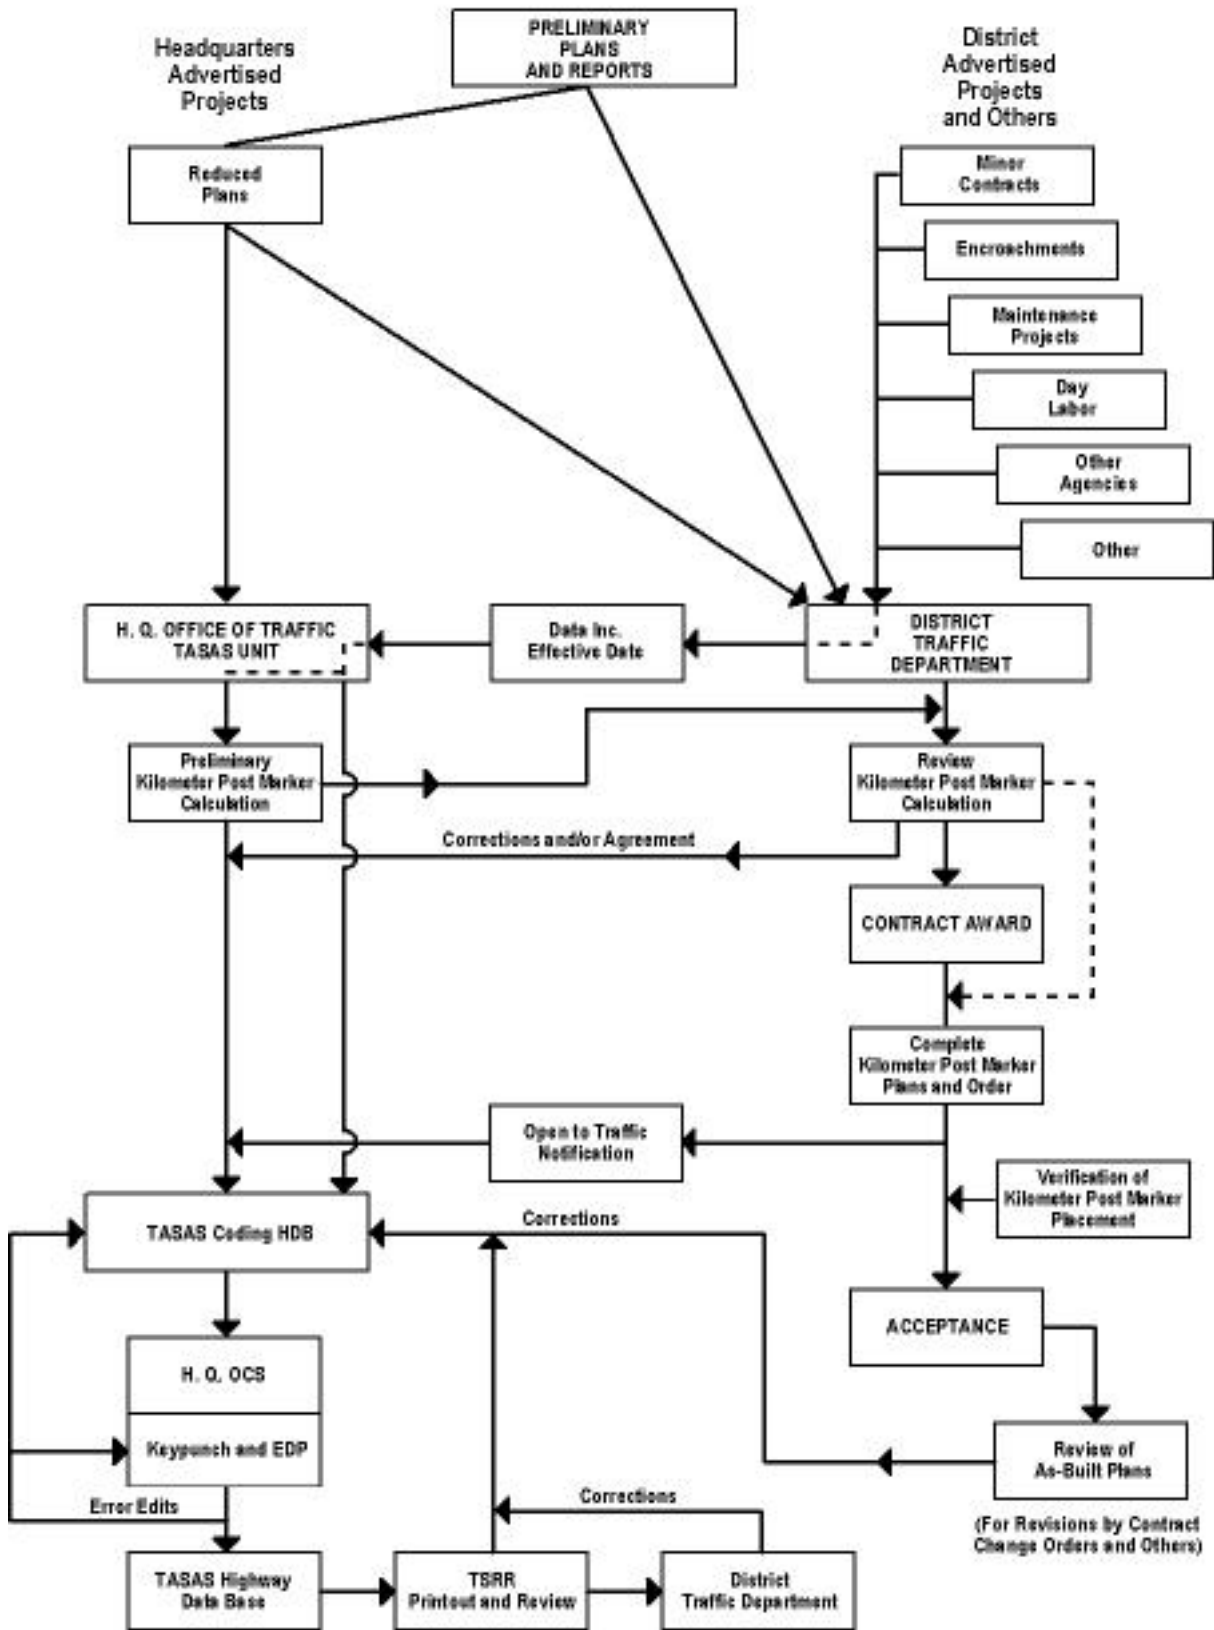 PRELIMINARY
PLANS
AND REPORTS
Headquarters
Advertised
Projects
District
Advertised
Projects
and Others
Reduced
Plans
Minor
Contracts
Encroachments
Maintenance
Projects
Day
Labor
Other
Agencies
Other
H. Q. OFFICE OF TRAFFIC
TASAS UNIT
Data Inc.
Effective Date
DISTRICT
TRAFFIC
DEPARTMENT
Preliminary
Kilometer Post Marker
Calculation
Review
Kilometer Post Marker
Calculation
Corrections and/or Agreement
CONTRACT AWARD
Complete
Kilometer Post Marker
Plans and Order
Open to Traffic
Notification
Verification of
Kilometer Post Marker
Placement
TASAS Coding HDB
Corrections
ACCEPTANCE
H. Q. OCS
Keypunch and EDP
Review of
As-Built Plans
Error Edits
Corrections
(For Revisions by Contract
Change Orders and Others)
TASAS Highway
Data Base
TSRR
Printout and Review
District
Traffic Department